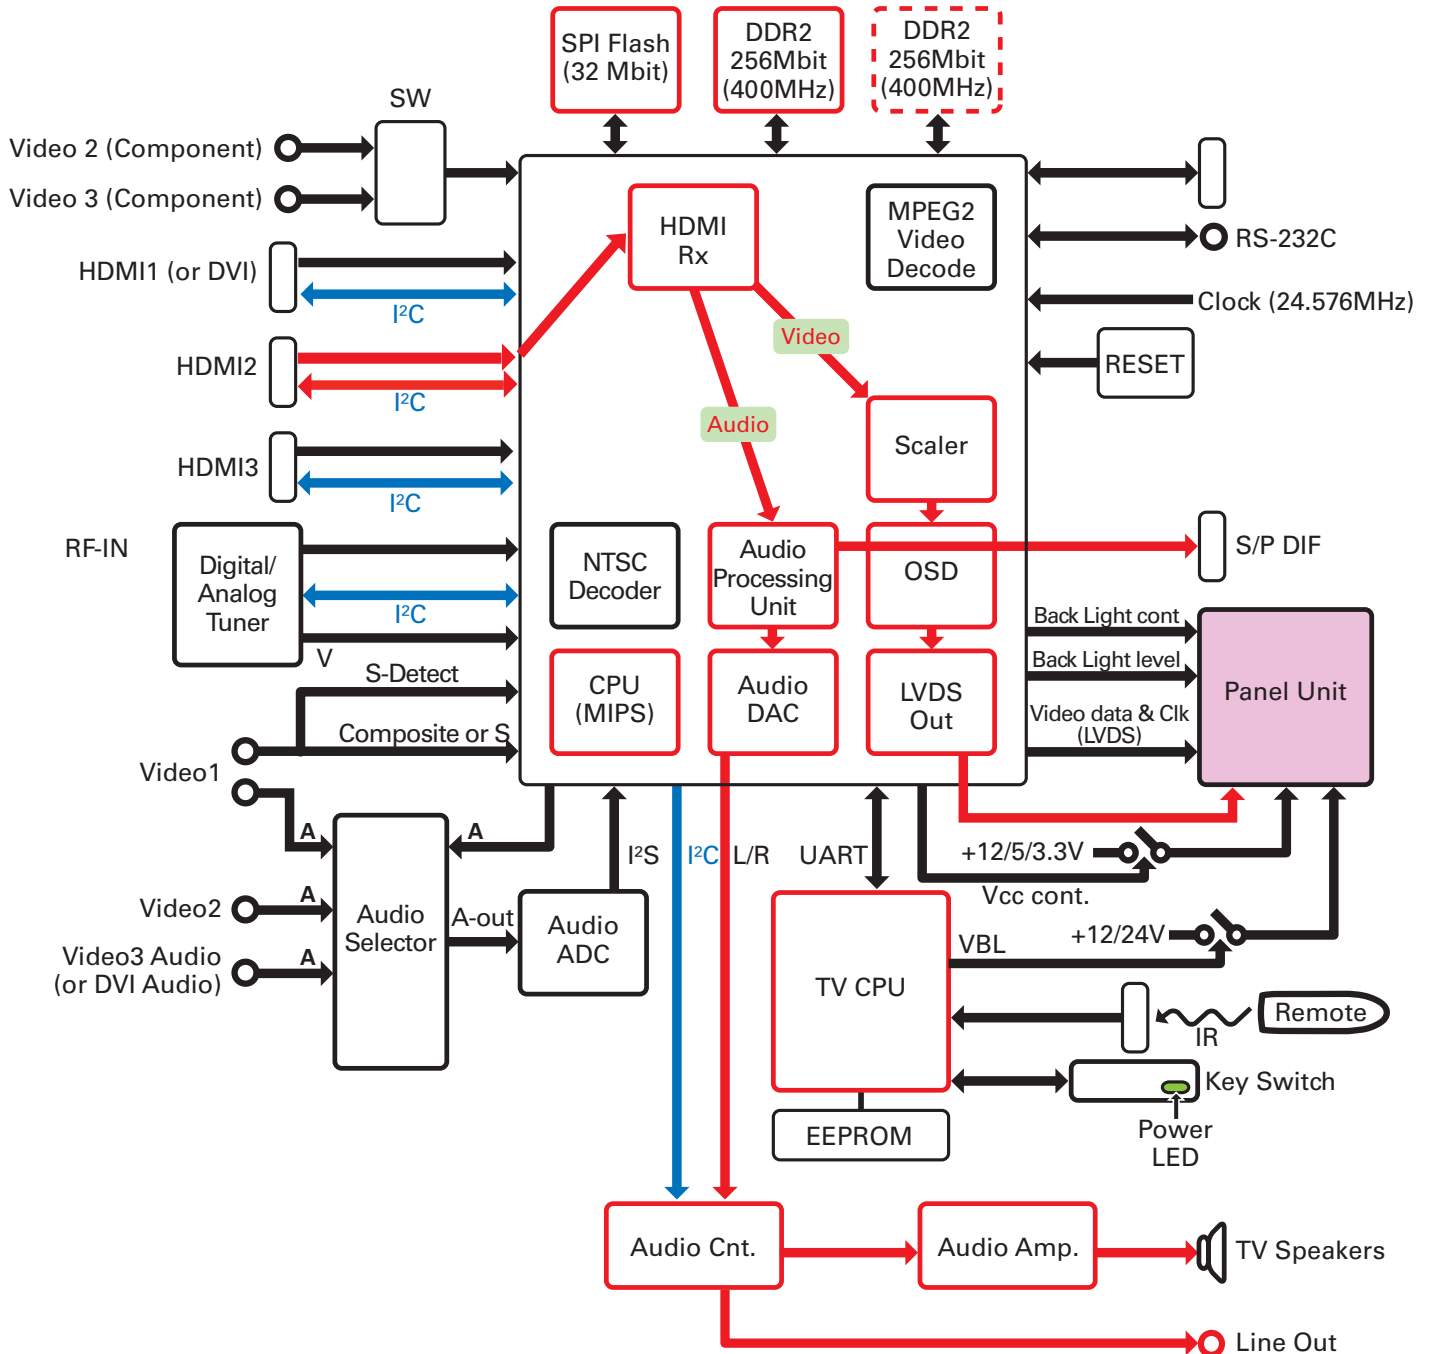 SPI Flash
(32 Mbit)
DDR2
256Mbit
(400MHz)
DDR2
256Mbit
(400MHz)
SW
Video 2 (Component)
Video 3 (Component)
HDMI
Rx
MPEG2
Video
Decode
RS-232C
HDMI1 (or DVI)
I²C
Clock (24.576MHz)
Video
HDMI2
I²C
RESET
Audio
Scaler
HDMI3
I²C
RF-IN
Digital/
Analog
Tuner
I²C
V
NTSC
Decoder
Audio
Processing
Unit
OSD
S/P DIF
Back Light cont
Back Light level
Video data & Clk
(LVDS)
Panel Unit
S-Detect
Composite or S
CPU
(MIPS)
Audio
DAC
LVDS
Out
Video1
A
A
I²S
I²C
L/R
UART
+12/5/3.3V
Vcc cont.
Video2
A
Audio
Selector
A-out
Audio
ADC
Video3 Audio
(or DVI Audio)
A
VBL
+12/24V
TV CPU
IR
Remote
Key Switch
Power
LED
EEPROM
Audio Cnt.
Audio Amp.
TV Speakers
Line Out